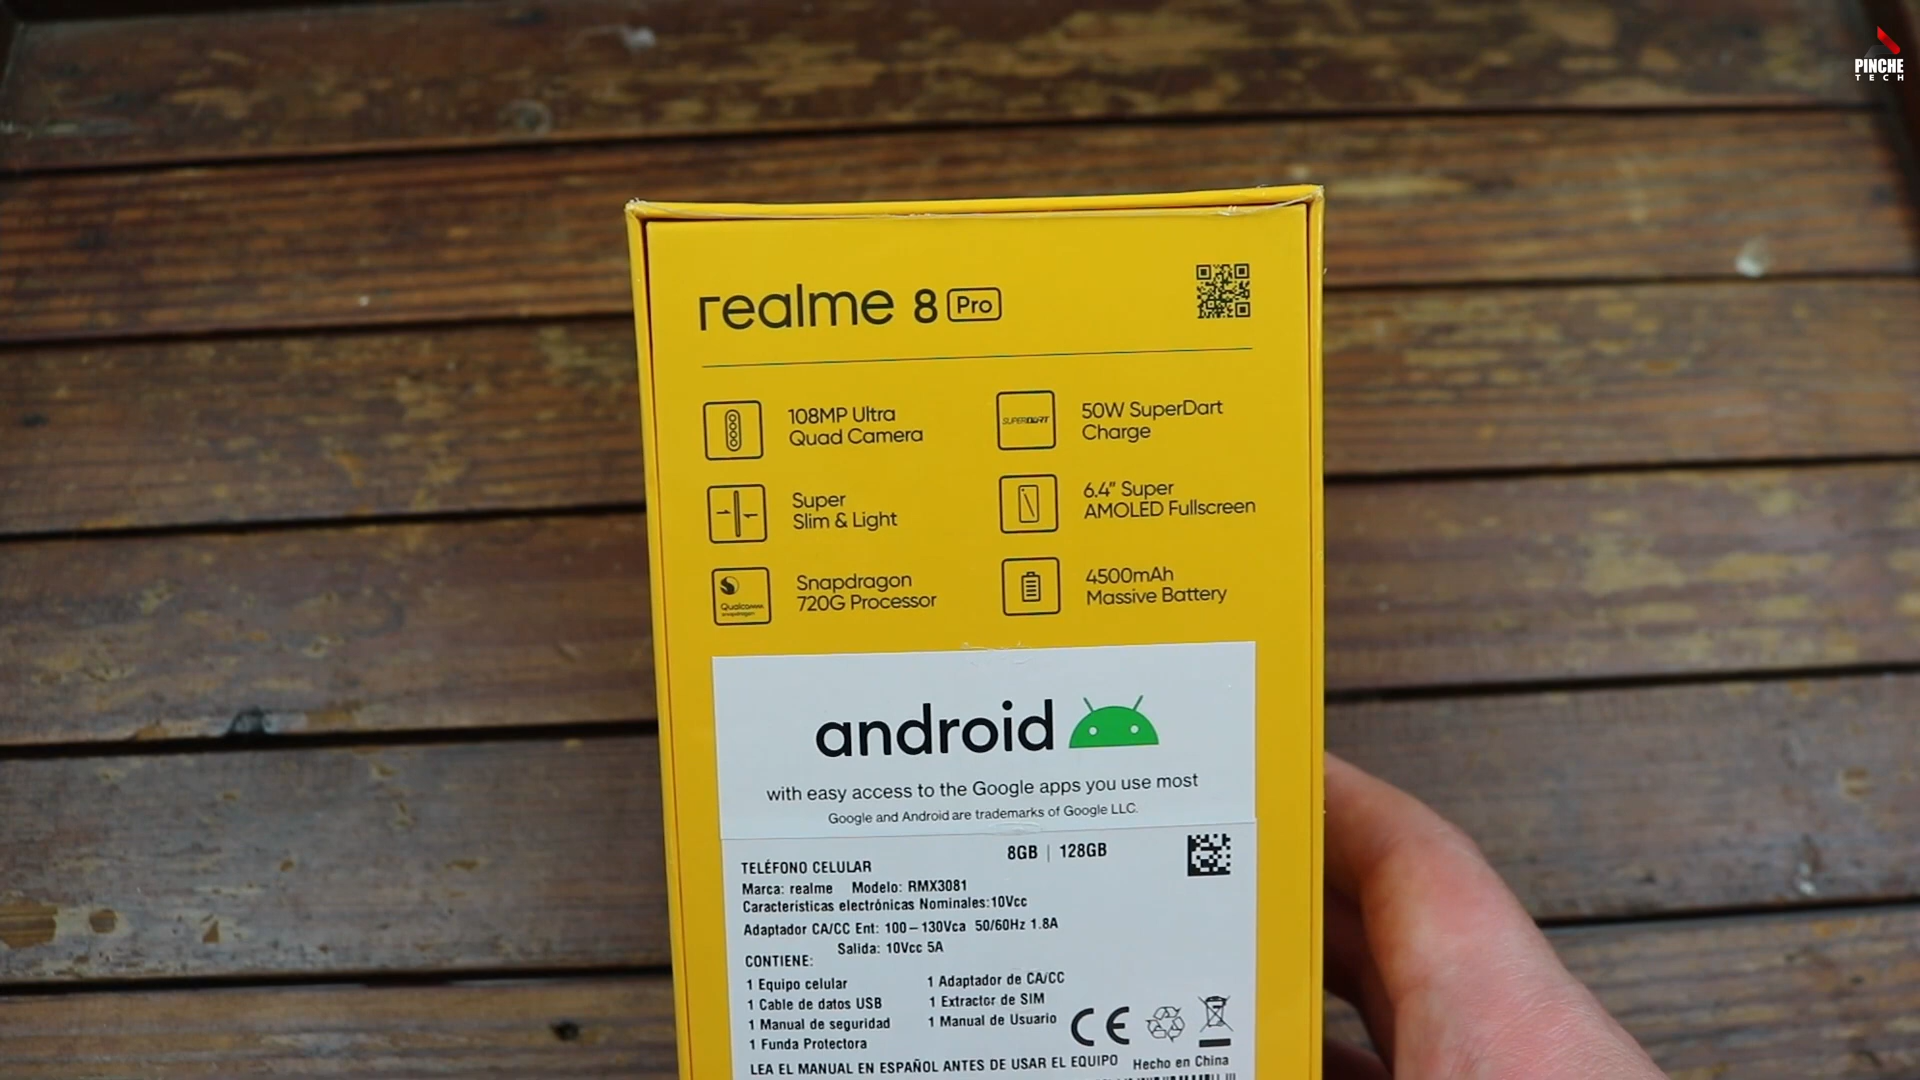 PINCHE
TECH
realme 8 Pro
108MP Ultra
Quad Camera
SUPERDART
50W SuperDart
Charge
Super
Slim & Light
6.4" Super
AMOLED Fullscreen
Qualcomm
snapdragon
Snapdragon
720G Processor
4500mAh
Massive Battery
android
with easy access to the Google apps you use most
Google and Android are trademarks of Google LLC.
8GB | 128GB
TELÉFONO CELULAR
Marca: realme Modelo: RMX3081
Características electrónicas Nominales:10Vcc
Adaptador CA/CC Ent: 100–130Vca 50/60Hz 1.8A
Salida: 10Vcc 5A
CONTIENE:
1 Equipo celular 1 Adaptador de CA/CC
1 Cable de datos USB 1 Extractor de SIM
1 Manual de seguridad 1 Manual de Usuario
1 Funda Protectora
CE
LEA EL MANUAL EN ESPAÑOL ANTES DE USAR EL EQUIPO Hecho en China